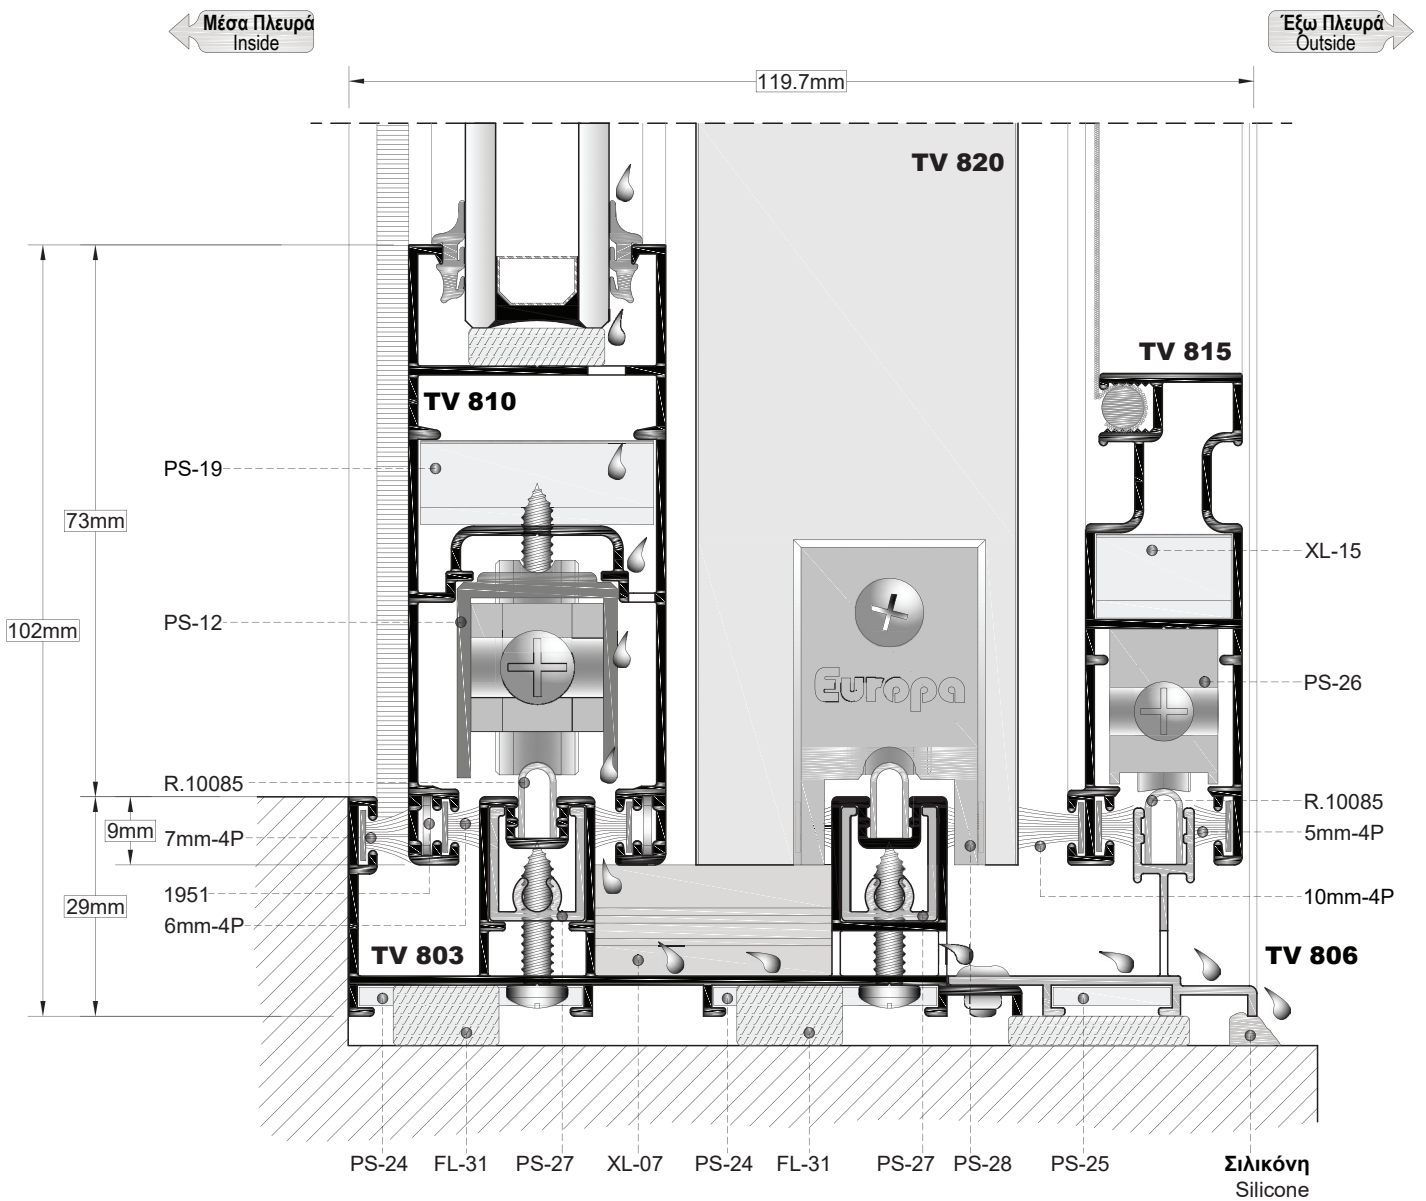 Μέσα Πλευρά
Inside
Έξω Πλευρά
Outside
119.7mm
TV 820
TV 815
TV 810
PS-19
73mm
XL-15
102mm
PS-12
Europa
PS-26
R.10085
R.10085
9mm
7mm-4P
5mm-4P
1951
10mm-4P
29mm
6mm-4P
TV 803
TV 806
PS-24
FL-31
PS-27
XL-07
PS-24
FL-31
PS-27
PS-28
PS-25
Σιλικόνη
Silicone